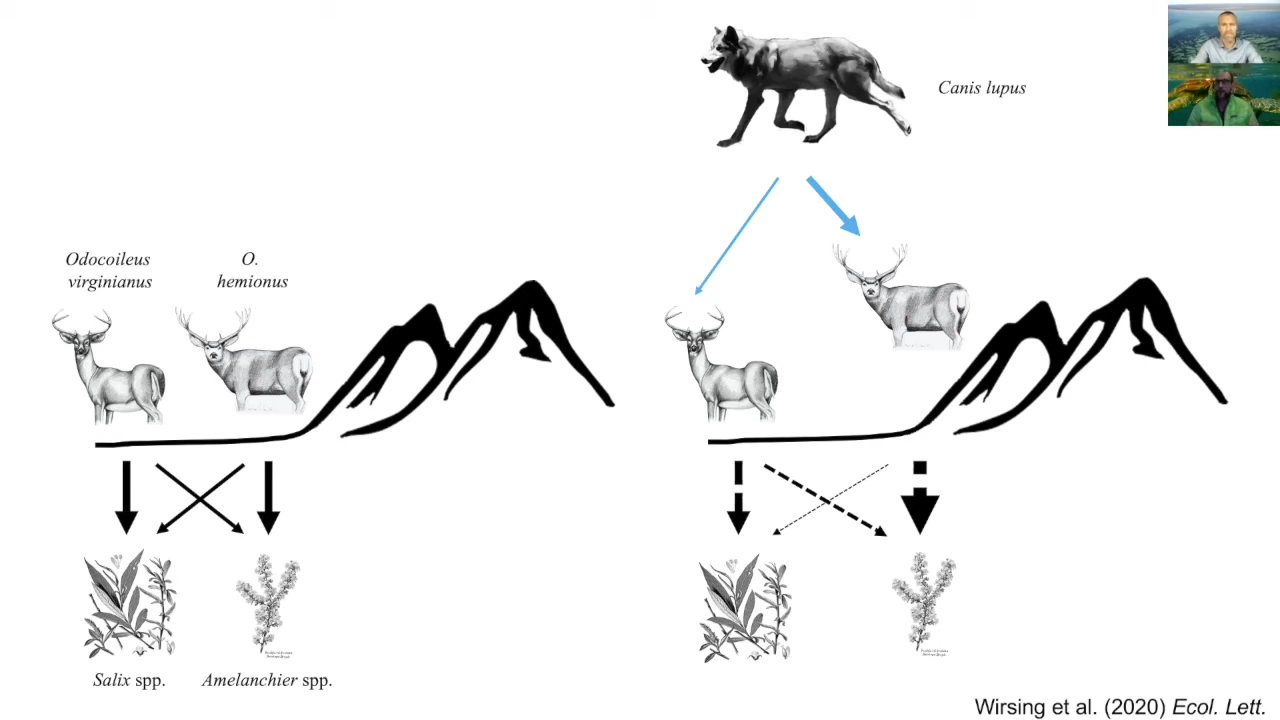 Canis lupus
Odocoileus
virginianus
O.
hemionus
Salix spp.
Amelanchier spp.
Wirsing et al. (2020) Ecol. Lett.